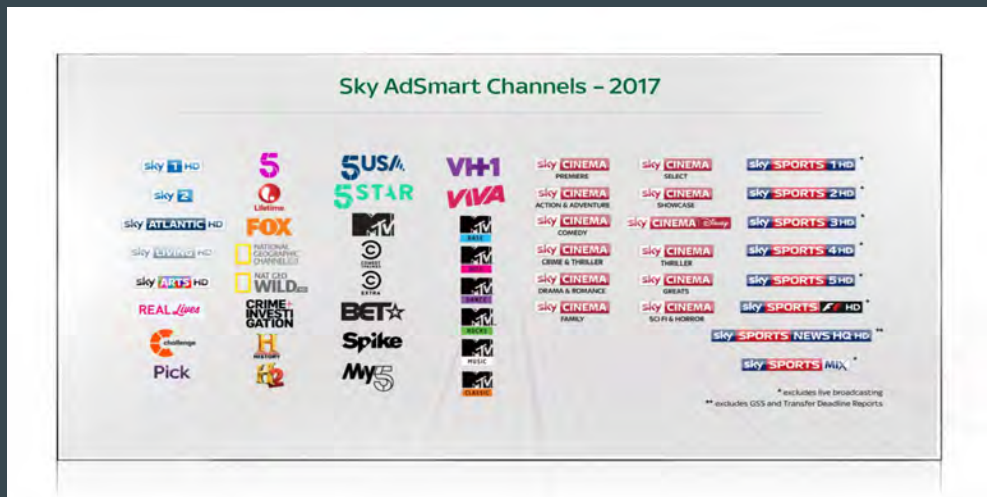 Sky AdSmart Channels – 2017
sky 1 HD
sky 2
sky ATLANTIC HD
sky LIVING HD
sky ARTS HD
REAL Lives
challenge
Pick
5
Lifetime
FOX
NATIONAL
GEOGRAPHIC
CHANNEL
NAT GEO
WILD
CRIME+
INVESTI
GATION
H
HISTORY
H2
5USA
5STAR
MTV
COMEDY
CENTRAL
EXTRA
BET
Spike
My5
VH1
VIVA
MTV
BASE
MTV
MTV
DANCE
MTV
ROCKS
MTV
MUSIC
MTV
CLASSIC
sky CINEMA
PREMIERE
sky CINEMA
ACTION & ADVENTURE
sky CINEMA
COMEDY
sky CINEMA
CRIME & THRILLER
sky CINEMA
DRAMA & ROMANCE
sky CINEMA
FAMILY
sky CINEMA
SELECT
sky CINEMA
SHOWCASE
sky CINEMA Disney
sky CINEMA
THRILLER
sky CINEMA
GREATS
sky CINEMA
SCI FI & HORROR
sky SPORTS 1 HD *
sky SPORTS 2 HD *
sky SPORTS 3 HD *
sky SPORTS 4 HD *
sky SPORTS 5 HD *
sky SPORTS F1 HD *
sky SPORTS NEWS HQ HD **
sky SPORTS MIX *
* excludes live broadcasting
** excludes GSS and Transfer Deadline Reports